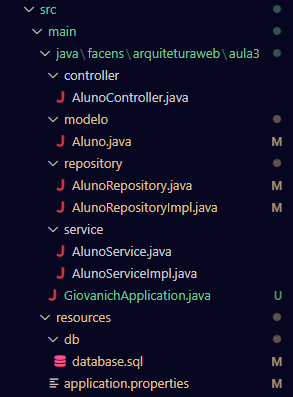 src
main
java\facens\arquiteturaweb\aula3
controller
AlunoController.java
modelo
Aluno.java M
repository
AlunoRepository.java M
AlunoRepositoryImpl.java M
service
AlunoService.java
AlunoServiceImpl.java
GiovanichApplication.java U
resources
db
database.sql M
application.properties M